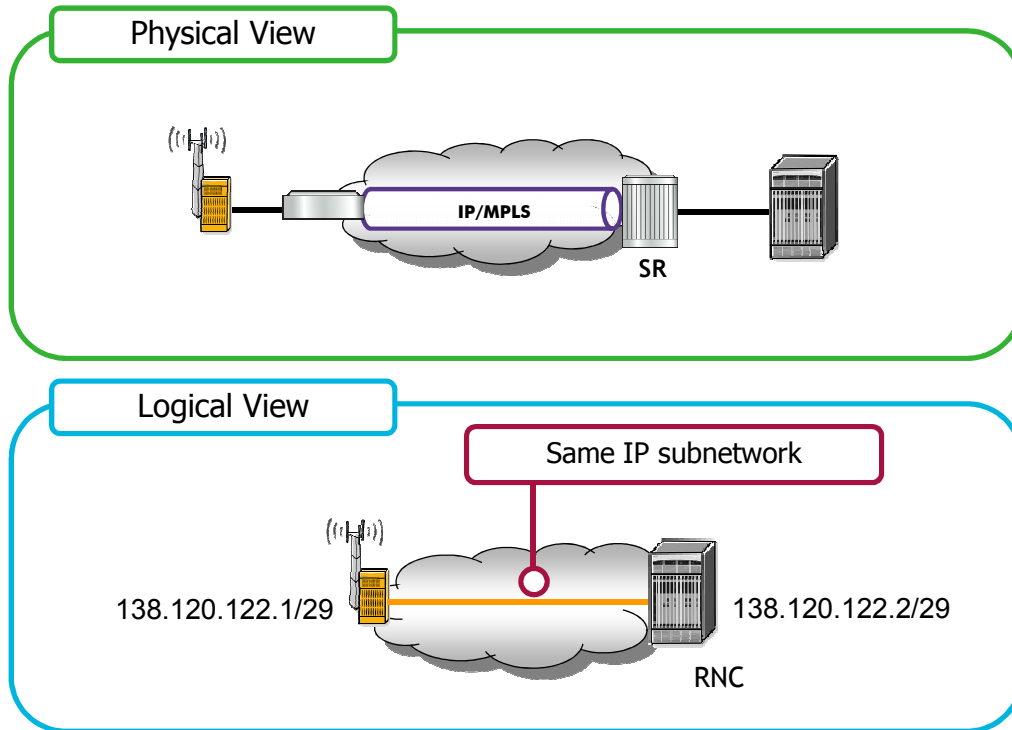 Physical View
IP/MPLS
SR
Logical View
Same IP subnetwork
138.120.122.1/29
138.120.122.2/29
RNC